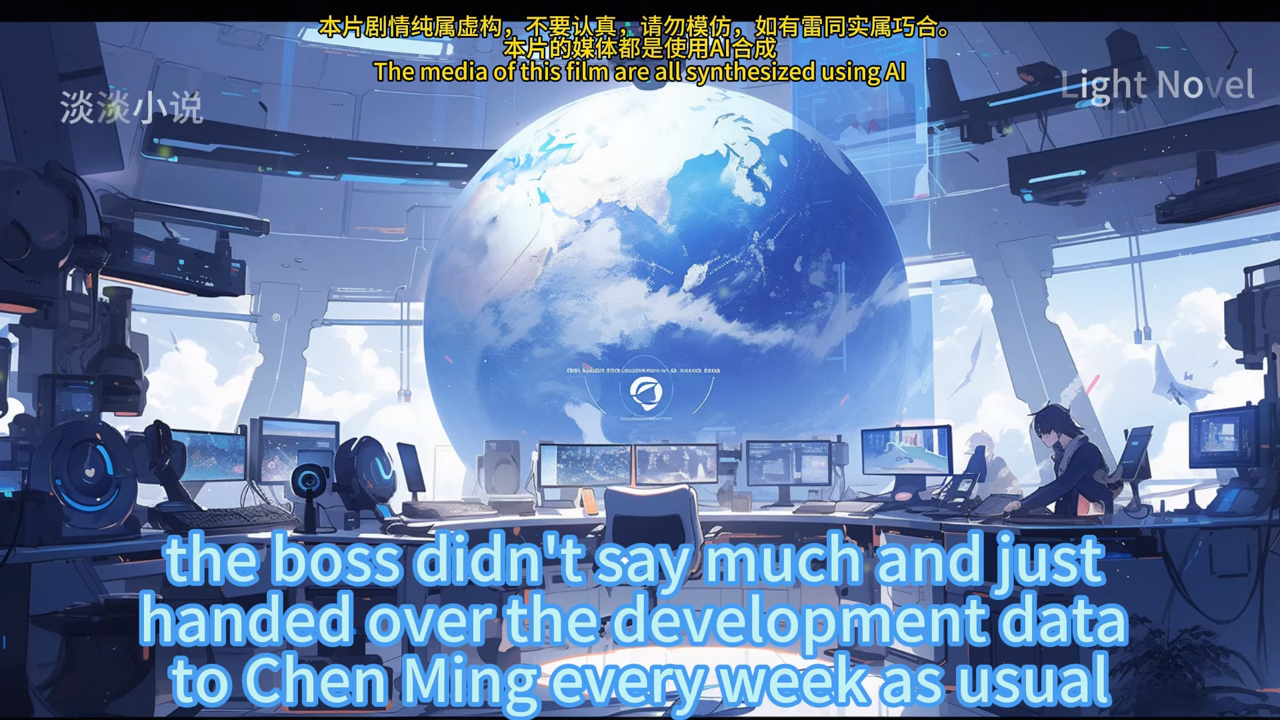 本片剧情纯属虚构，不要认真，请勿模仿，如有雷同实属巧合。
本片的媒体都是使用AI合成
The media of this film are all synthesized using AI
淡淡小说
Light Novel
the boss didn't say much and just
handed over the development data
to Chen Ming every week as usual